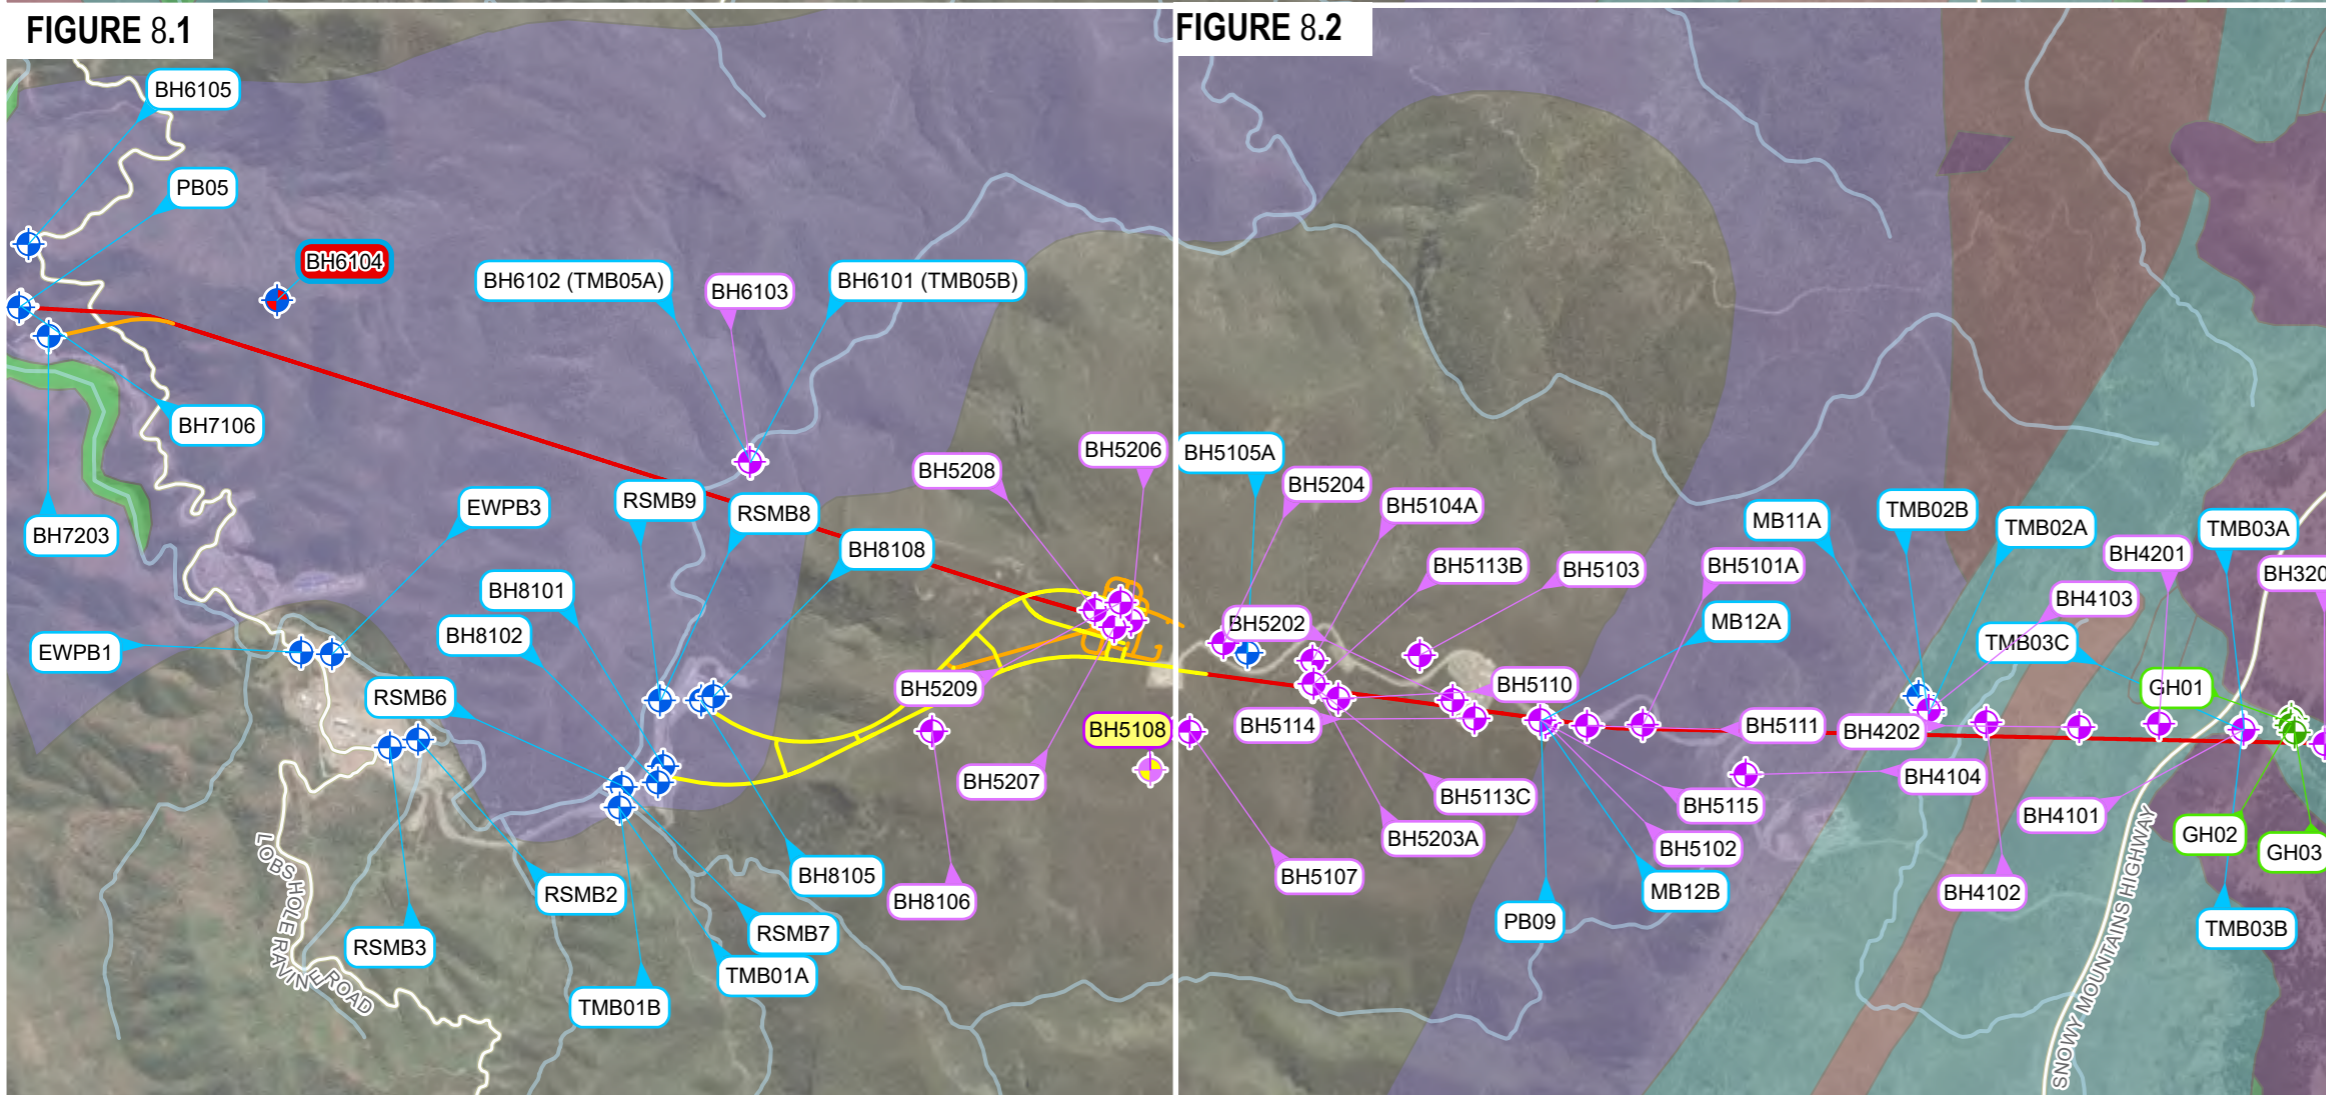 FIGURE 8.1
FIGURE 8.2
BH6105
PB05
BH6104
BH6102 (TMB05A)
BH6103
BH6101 (TMB05B)
BH7106
BH7203
EWPB3
RSMB9
RSMB8
BH8108
BH5208
BH5206
BH5105A
BH5204
BH5104A
BH5113B
BH5103
BH5101A
MB11A
TMB02B
TMB02A
BH4201
TMB03A
BH320
BH8101
BH8102
EWPB1
RSMB6
BH5209
BH5202
MB12A
BH4103
TMB03C
GH01
BH5108
BH5114
BH5110
BH5111
BH4202
BH5207
BH5113C
BH5115
BH4104
BH4101
BH5203A
BH5102
GH02
GH03
BH8105
BH8106
BH5107
MB12B
BH4102
RSMB2
RSMB3
RSMB7
TMB01A
TMB01B
PB09
TMB03B
LOBS HOLE RAVINE ROAD
SNOWY MOUNTAINS HIGHWAY